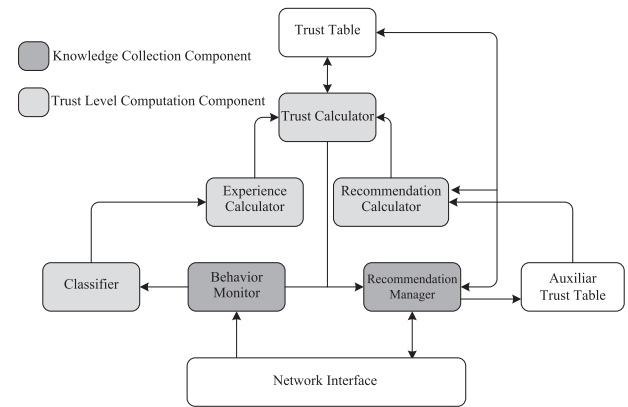 Trust Table
Knowledge Collection Component
Trust Level Computation Component
Trust Calculator
Experience
Calculator
Recommendation
Calculator
Classifier
Behavior
Monitor
Recommendation
Manager
Auxiliar
Trust Table
Network Interface